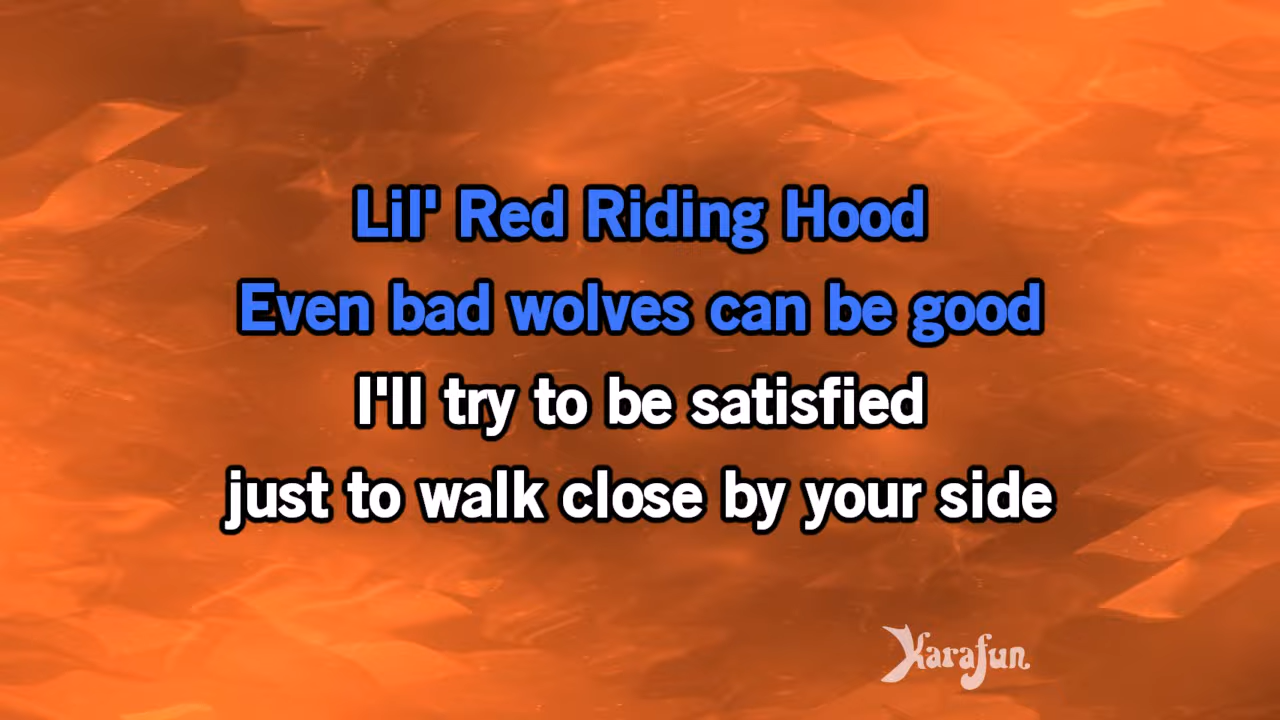 Lil' Red Riding Hood
Even bad wolves can be good
I'll try to be satisfied
just to walk close by your side
Karafun